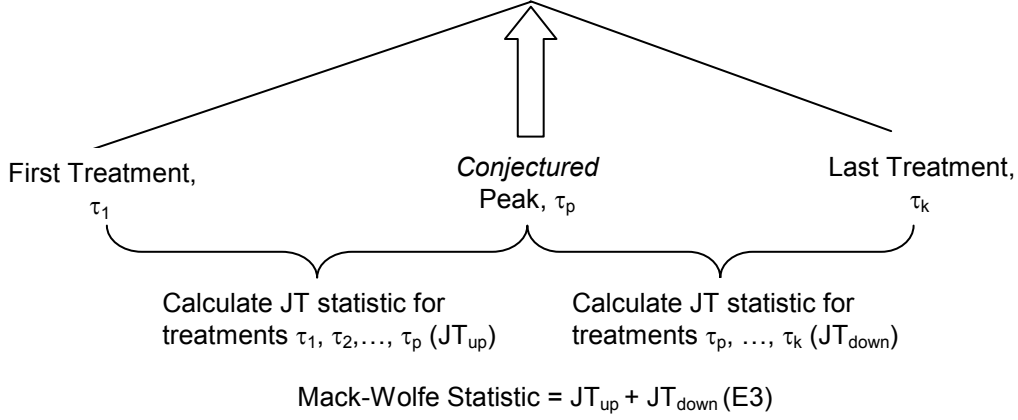 First Treatment,
τ1
Conjectured
Peak, τp
Last Treatment,
τk
Calculate JT statistic for
treatments τ1, τ2,…, τp (JTup)
Calculate JT statistic for
treatments τp, …, τk (JTdown)
Mack-Wolfe Statistic = JTup + JTdown (E3)